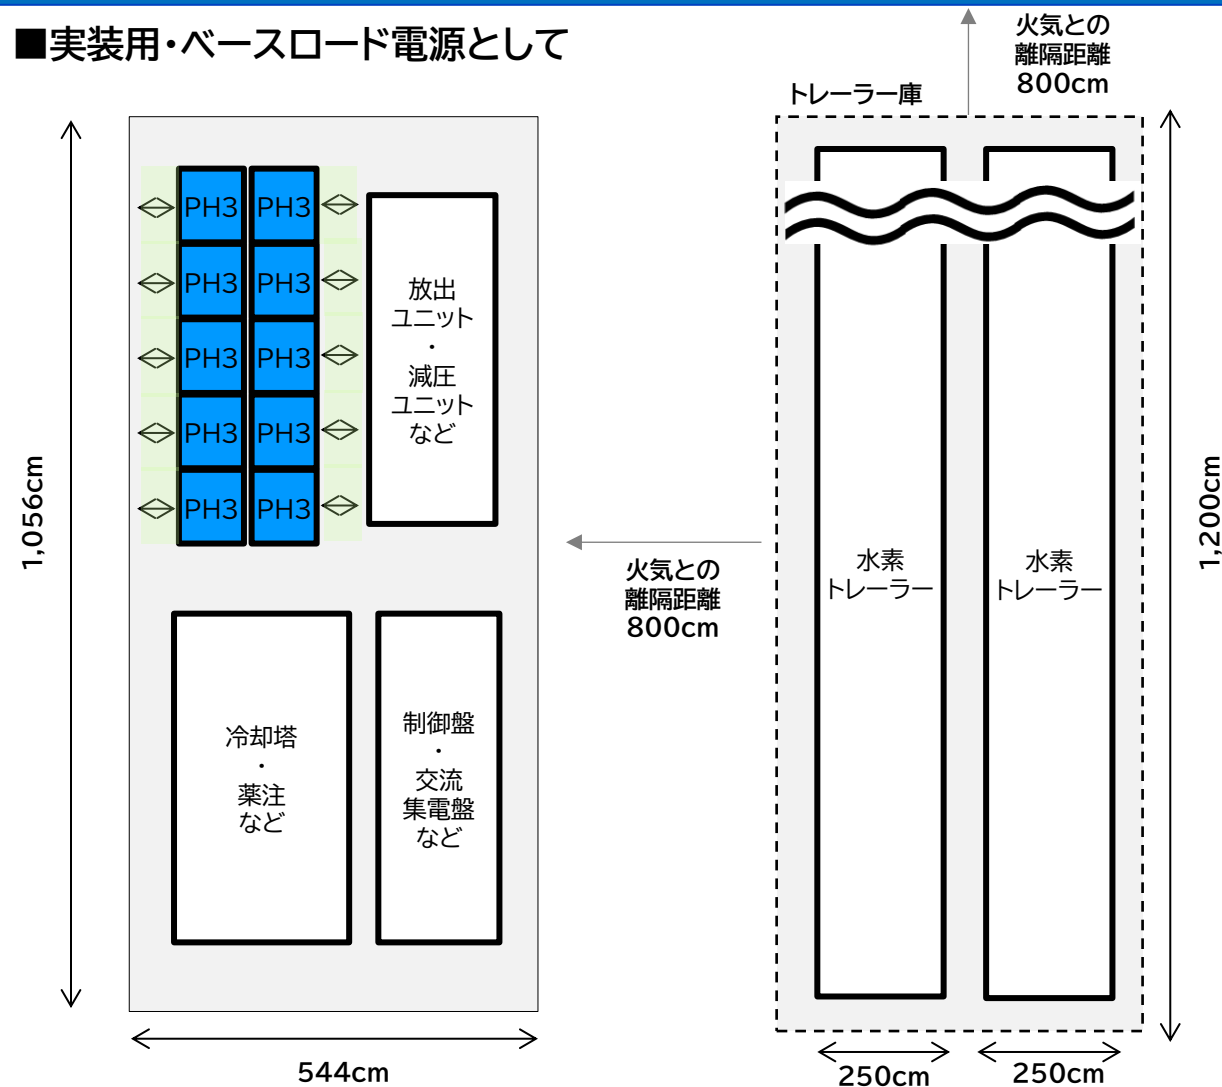 ■実装用・ベースロード電源として
火気との
離隔距離
800cm
トレーラー庫
PH3 PH3
PH3 PH3
PH3 PH3
PH3 PH3
PH3 PH3
放出
ユニット
・
減圧
ユニット
など
1,056cm
火気との
離隔距離
800cm
水素
トレーラー
水素
トレーラー
1,200cm
冷却塔
・
薬注
など
制御盤
・
交流
集電盤
など
544cm
250cm
250cm